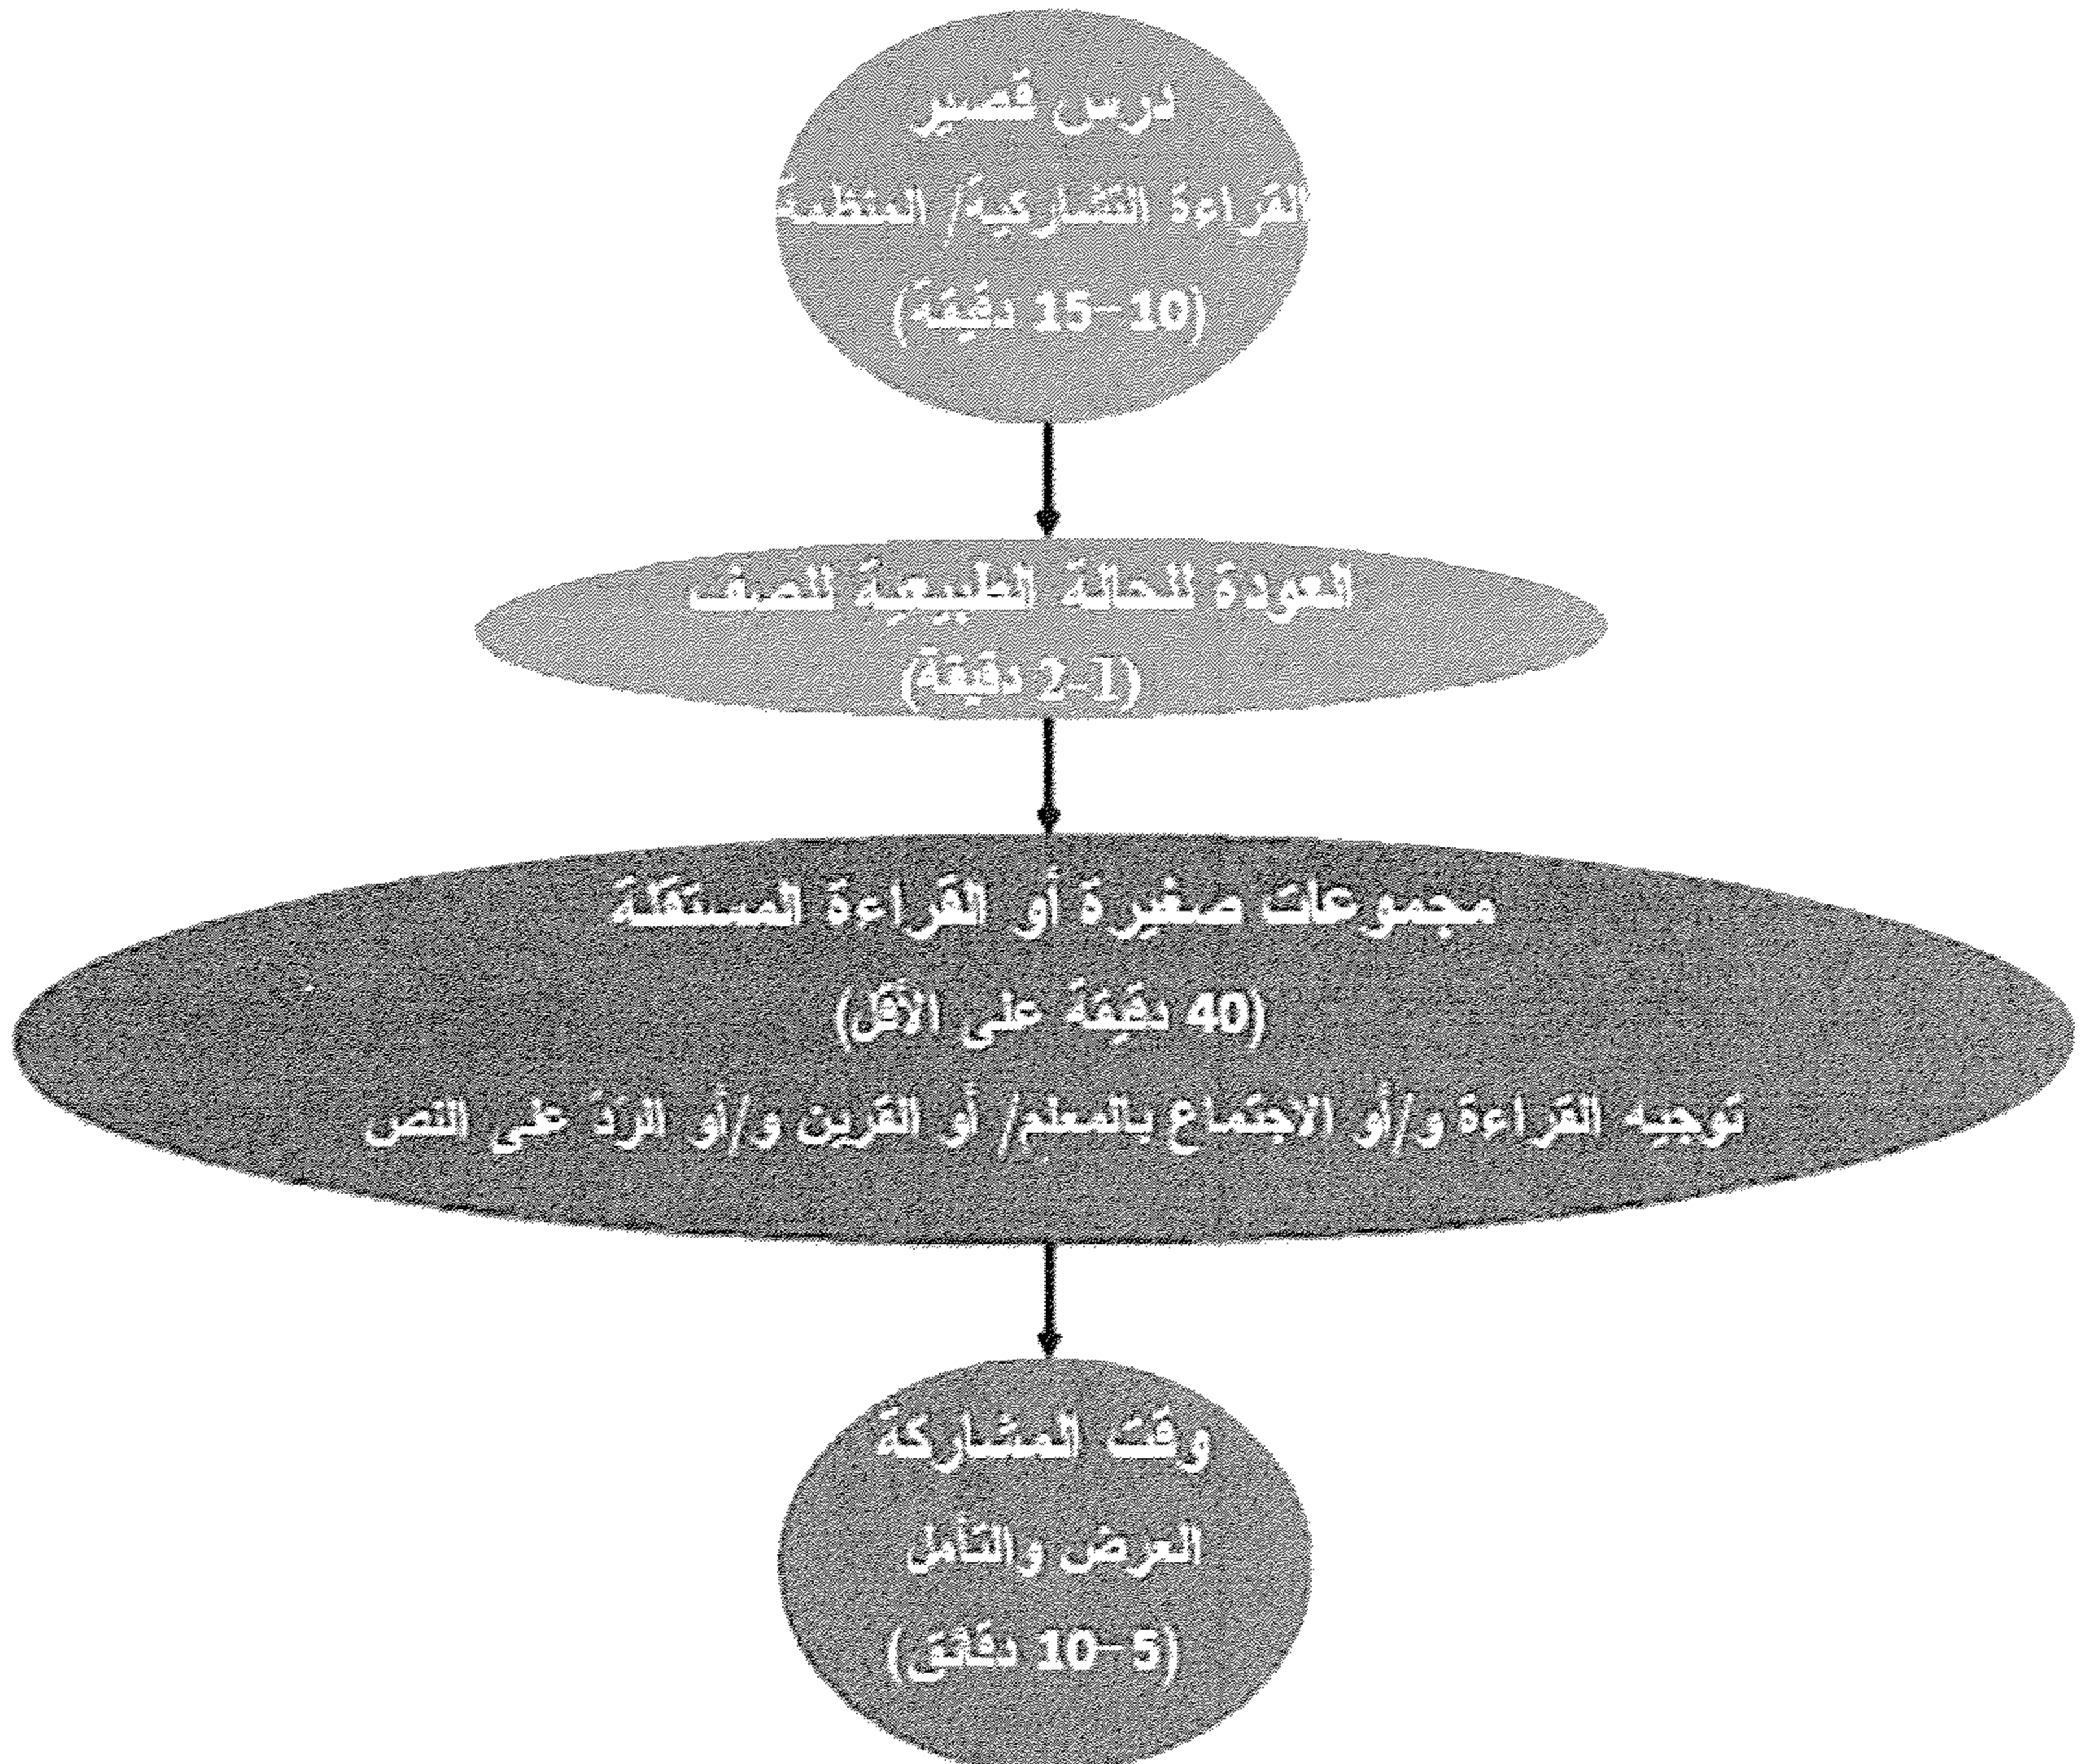 درس قصير
القراءة التشاركية/ المنظمة
(10–15 دقيقة)
العودة للحالة الطبيعية للصف
(1-2 دقيقة)
مجموعات صغيرة أو القراءة المستقلة
(40 دقيقة على الأقل)
توجيه القراءة و/أو الاجتماع بالمعلم/ أو القرين و/أو الردّ على النص
وقت المشاركة
العرض والتأمل
(5–10 دقائق)